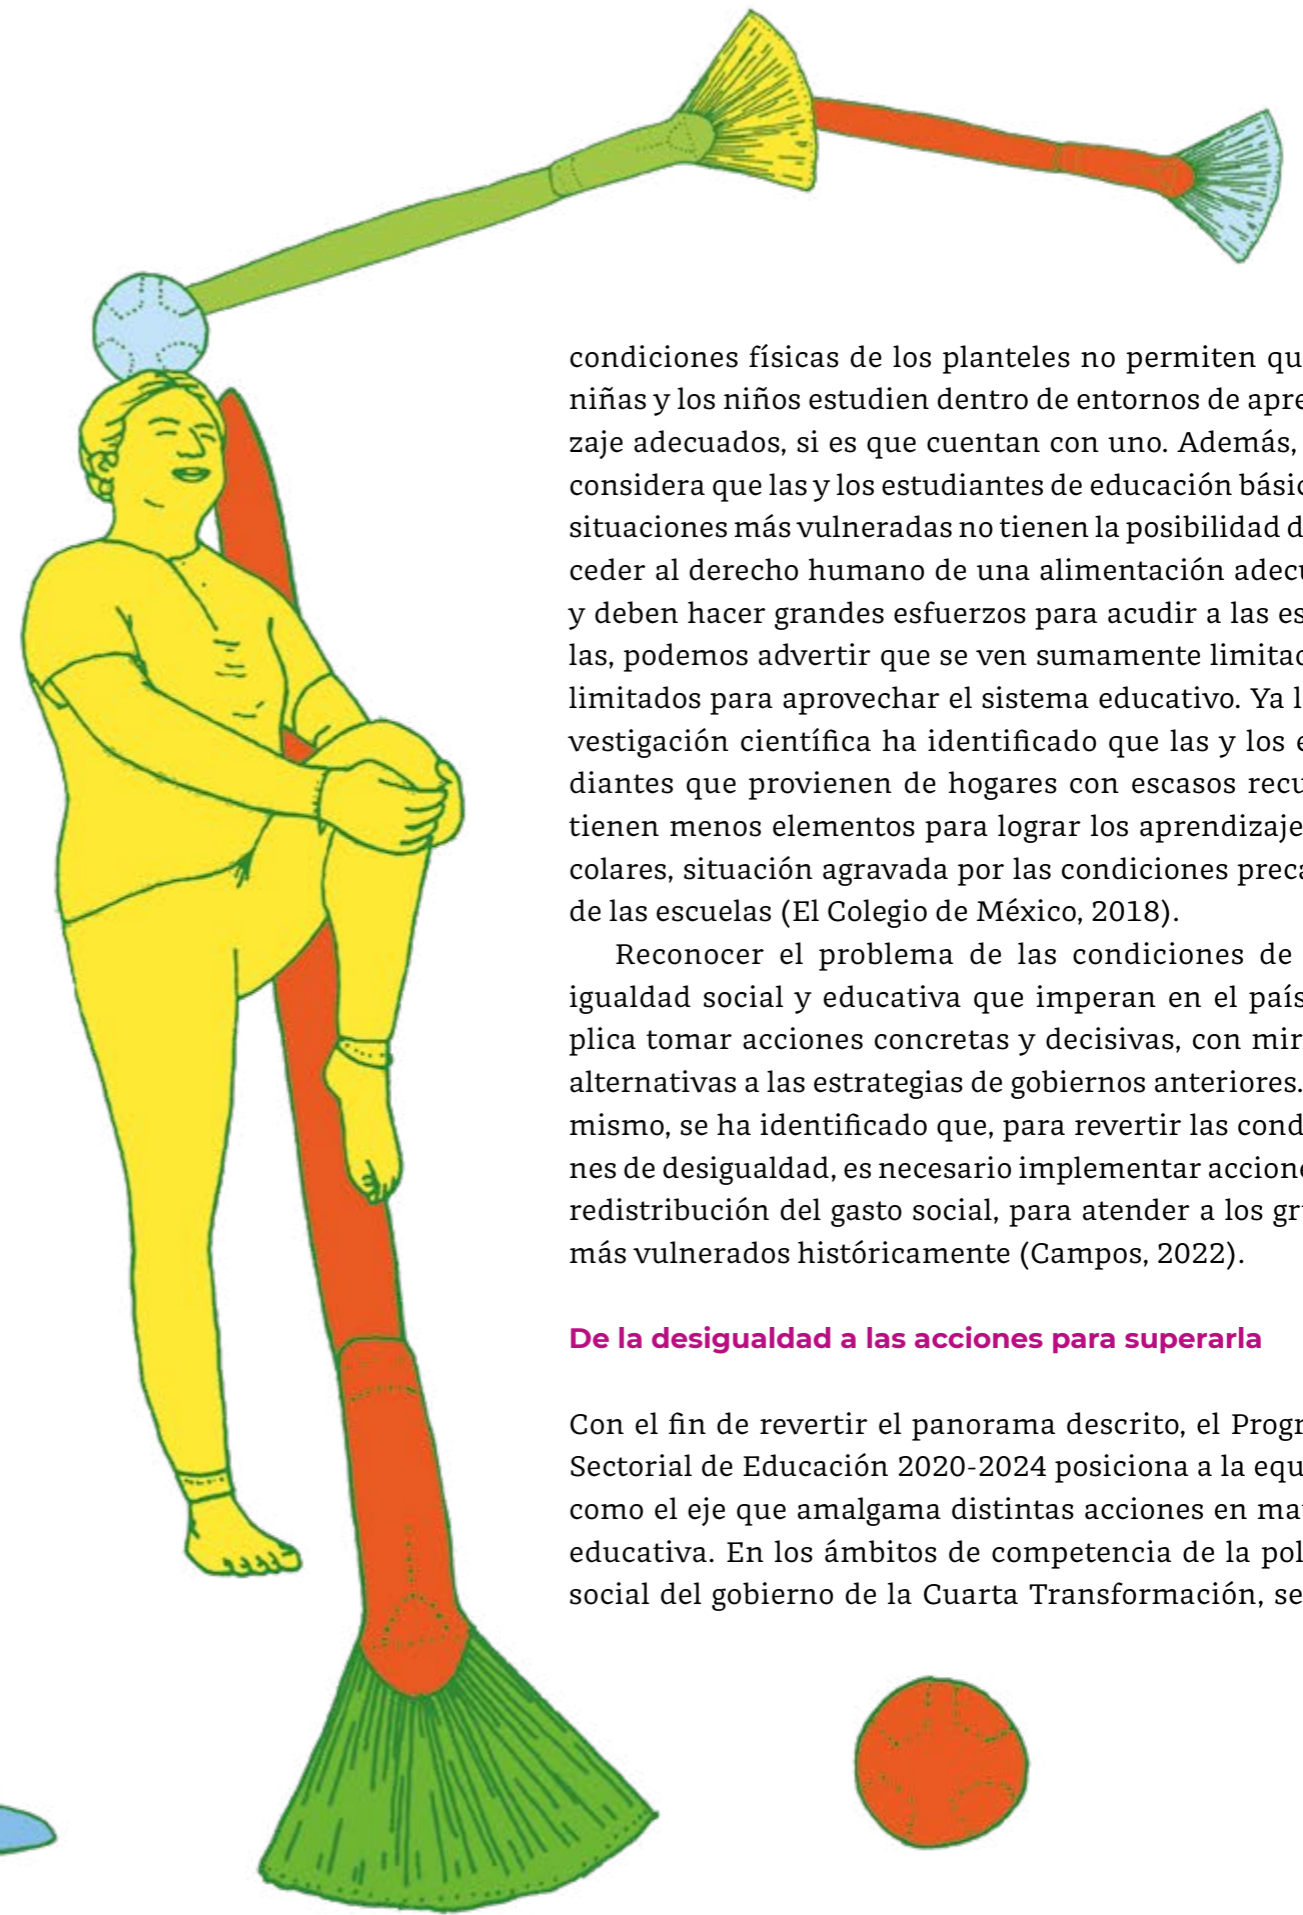 condiciones físicas de los planteles no permiten qu
niñas y los niños estudien dentro de entornos de apre
zaje adecuados, si es que cuentan con uno. Además,
considera que las y los estudiantes de educación básic
situaciones más vulneradas no tienen la posibilidad d
ceder al derecho humano de una alimentación adecu
y deben hacer grandes esfuerzos para acudir a las es
las, podemos advertir que se ven sumamente limitad
limitados para aprovechar el sistema educativo. Ya l
vestigación científica ha identificado que las y los e
diantes que provienen de hogares con escasos recu
tienen menos elementos para lograr los aprendizaje
colares, situación agravada por las condiciones preca
de las escuelas (El Colegio de México, 2018).
Reconocer el problema de las condiciones de
igualdad social y educativa que imperan en el país
plica tomar acciones concretas y decisivas, con mir
alternativas a las estrategias de gobiernos anteriores.
mismo, se ha identificado que, para revertir las cond
nes de desigualdad, es necesario implementar accione
redistribución del gasto social, para atender a los gr
más vulnerados históricamente (Campos, 2022).
De la desigualdad a las acciones para superarla
Con el fin de revertir el panorama descrito, el Progr
Sectorial de Educación 2020-2024 posiciona a la equ
como el eje que amalgama distintas acciones en ma
educativa. En los ámbitos de competencia de la pol
social del gobierno de la Cuarta Transformación, se